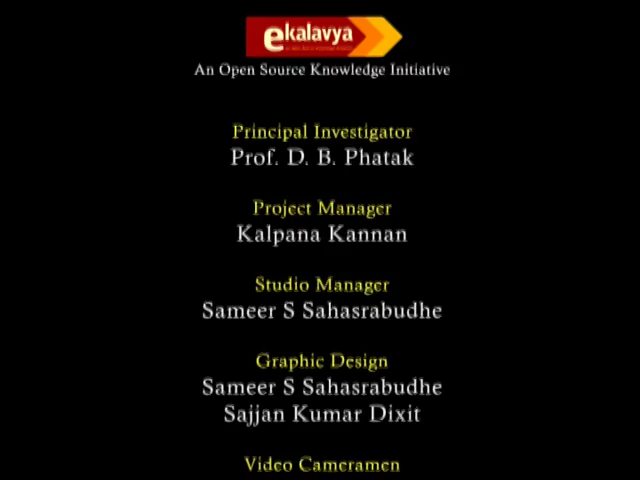 ekalavya
An Open Source Knowledge Initiative
Principal Investigator
Prof. D. B. Phatak
Project Manager
Kalpana Kannan
Studio Manager
Sameer S Sahasrabudhe
Graphic Design
Sameer S Sahasrabudhe
Sajjan Kumar Dixit
Video Cameramen